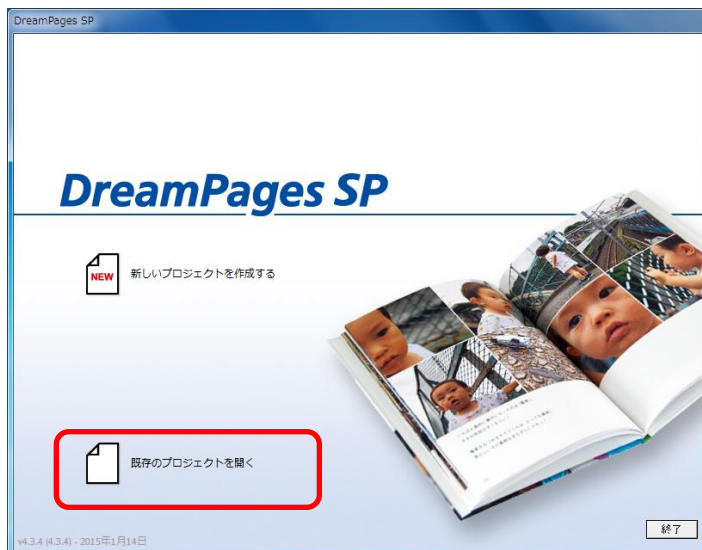 DreamPages SP
DreamPages SP
NEW
新しいプロジェクトを作成する
既存のプロジェクトを開く
終了
v4.3.4 (4.3.4) - 2015年1月14日